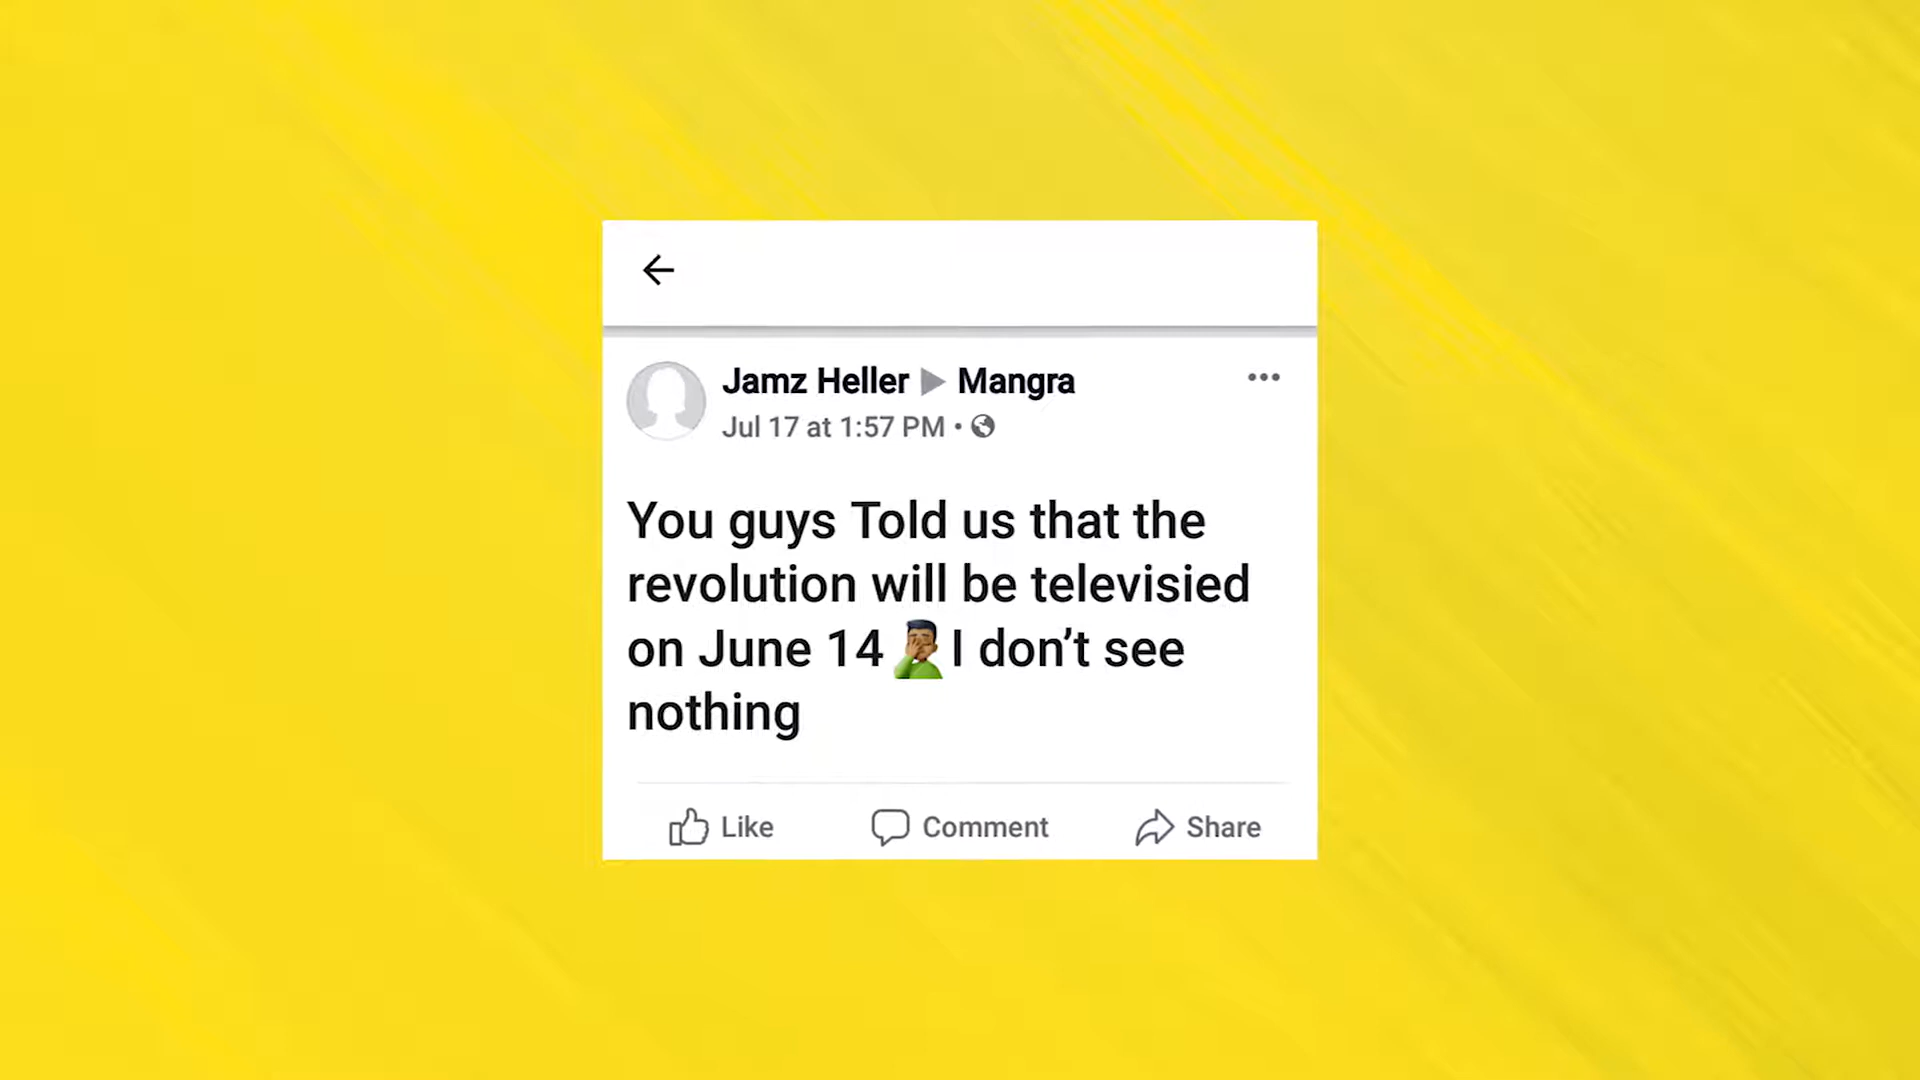 Jamz Heller ▶ Mangra
Jul 17 at 1:57 PM •
You guys Told us that the
revolution will be televisied
on June 14 🤦🏾‍♂️ I don’t see
nothing
Like Comment Share